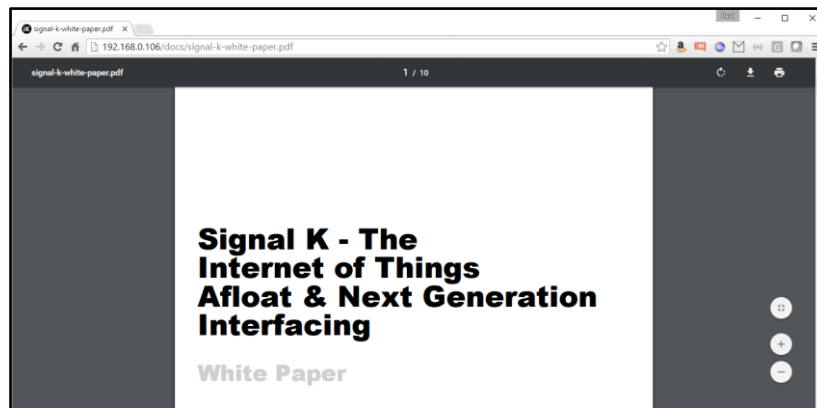 signal-k-white-paper.pdf
192.168.0.106/docs/signal-k-white-paper.pdf
signal-k-white-paper.pdf 1 / 10
Signal K - The
Internet of Things
Afloat & Next Generation
Interfacing
White Paper